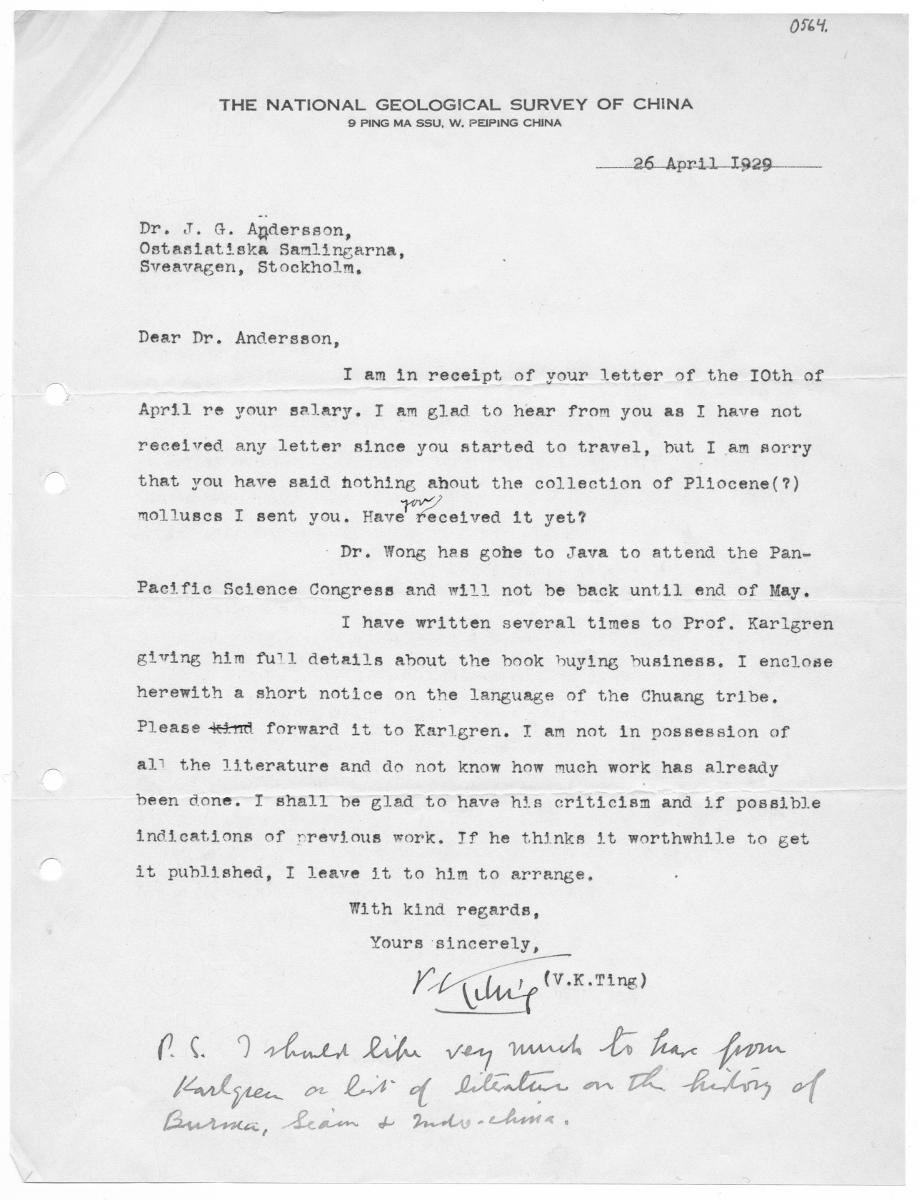 0564.
THE NATIONAL GEOLOGICAL SURVEY OF CHINA
9 PING MA SSU, W. PEIPING CHINA
26 April I929
Dr. J. G. Andersson,
Ostasiatiska Samlingarna,
Sveavagen, Stockholm.
Dear Dr. Andersson,
I am in receipt of your letter of the IOth of
April re your salary. I am glad to hear from you as I have not
received any letter since you started to travel, but I am sorry
that you have said nothing about the collection of Pliocene(?)
molluscs I sent you. Have you received it yet?
Dr. Wong has gone to Java to attend the Pan-
Pacific Science Congress and will not be back until end of May.
I have written several times to Prof. Karlgren
giving him full details about the book buying business. I enclose
herewith a short notice on the language of the Chuang tribe.
Please kind forward it to Karlgren. I am not in possession of
all the literature and do not know how much work has already
been done. I shall be glad to have his criticism and if possible
indications of previous work. If he thinks it worthwhile to get
it published, I leave it to him to arrange.
With kind regards,
Yours sincerely,
V K Ting (V.K.Ting)
P. S. I should like very much to have from
Karlgren a list of literature on the history of
Burma, Siam & Indo-china.